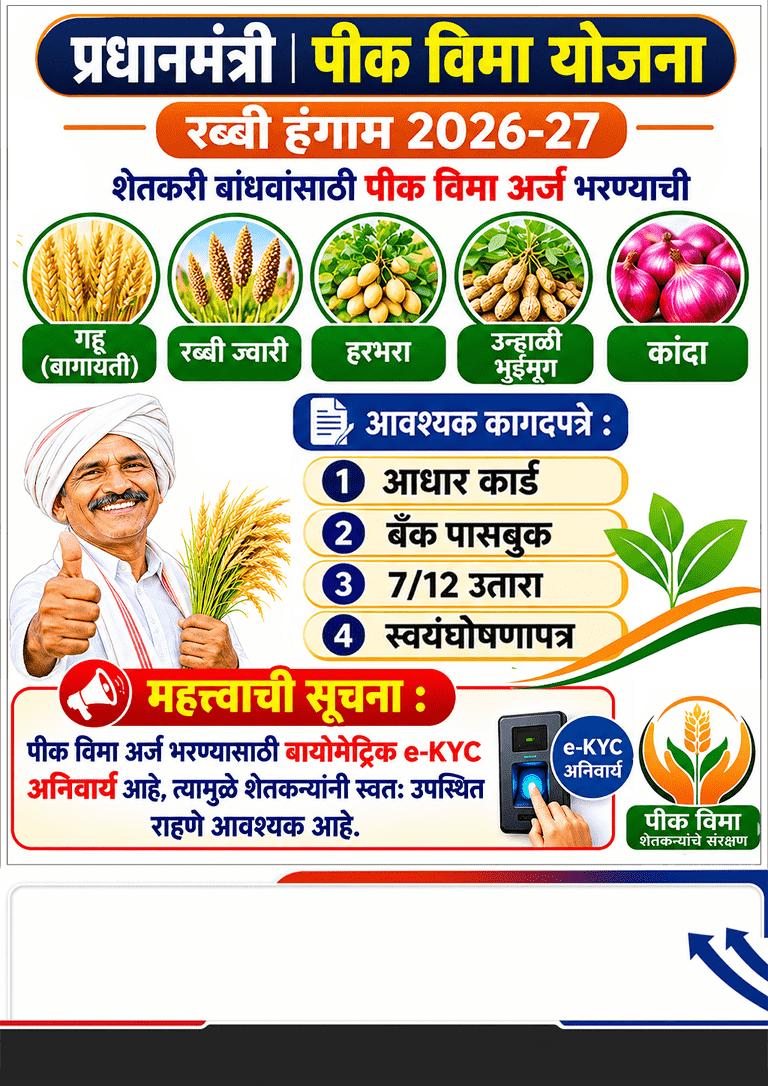 प्रधानमंत्री | पीक विमा योजना
रब्बी हंगाम 2026-27
शेतकरी बांधवांसाठी पीक विमा अर्ज भरण्याची
गहू
(बागायती)
रब्बी ज्वारी
हरभरा
उन्हाळी
भुईमूग
कांदा
आवश्यक कागदपत्रे :
1 आधार कार्ड
2 बँक पासबुक
3 7/12 उतारा
4 स्वयंघोषणापत्र
महत्त्वाची सूचना :
पीक विमा अर्ज भरण्यासाठी बायोमेट्रिक e-KYC
अनिवार्य आहे, त्यामुळे शेतकऱ्यांनी स्वत: उपस्थित
राहणे आवश्यक आहे.
e-KYC
अनिवार्य
पीक विमा
शेतकऱ्यांचे संरक्षण